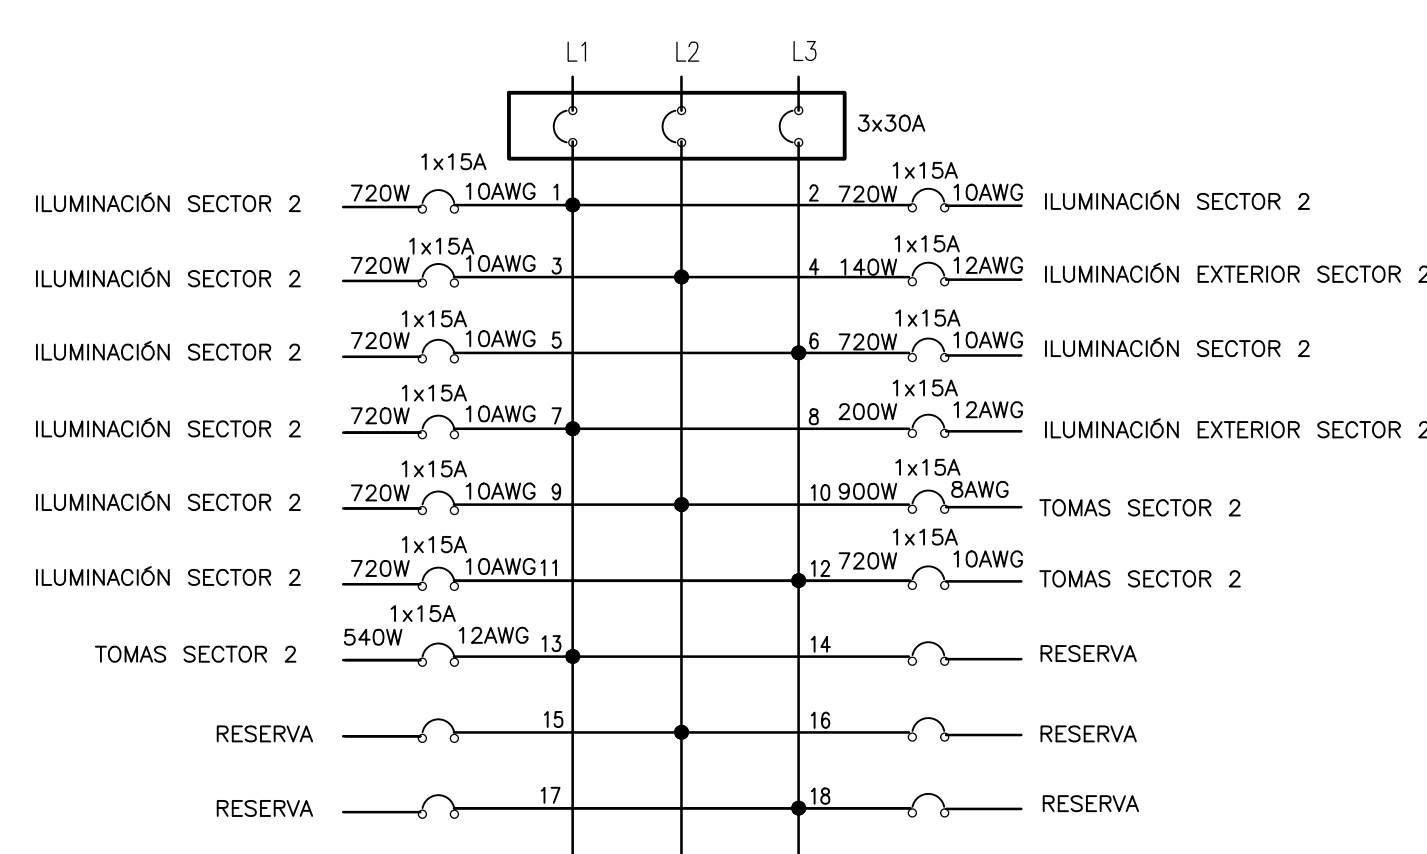 L1 L2 L3
3x30A
1x15A 1x15A
ILUMINACIÓN SECTOR 2 720W 10AWG 1 2 720W 10AWG ILUMINACIÓN SECTOR 2
1x15A 1x15A
ILUMINACIÓN SECTOR 2 720W 10AWG 3 4 140W 12AWG ILUMINACIÓN EXTERIOR SECTOR 2
1x15A 1x15A
ILUMINACIÓN SECTOR 2 720W 10AWG 5 6 720W 10AWG ILUMINACIÓN SECTOR 2
1x15A 1x15A
ILUMINACIÓN SECTOR 2 720W 10AWG 7 8 200W 12AWG ILUMINACIÓN EXTERIOR SECTOR 2
1x15A 1x15A
ILUMINACIÓN SECTOR 2 720W 10AWG 9 10 900W 8AWG TOMAS SECTOR 2
1x15A 1x15A
ILUMINACIÓN SECTOR 2 720W 10AWG 11 12 720W 10AWG TOMAS SECTOR 2
1x15A
TOMAS SECTOR 2 540W 12AWG 13 14 RESERVA
RESERVA 15 16 RESERVA
RESERVA 17 18 RESERVA